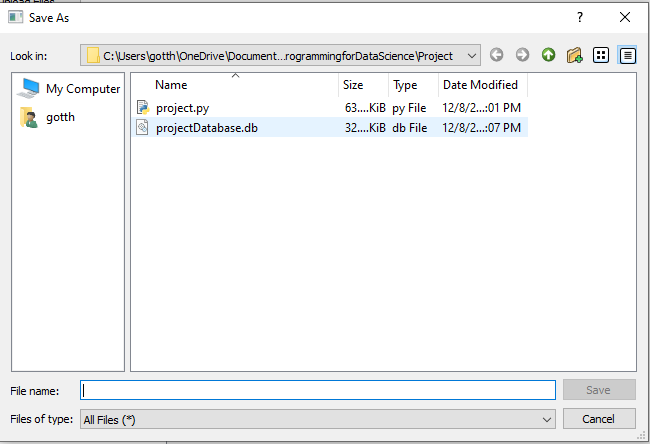 Save As
Look in: C:\Users\gotth\OneDrive\Document...rogrammingforDataScience\Project
My Computer
gotth
Name Size Type Date Modified
project.py 63....KiB py File 12/8/2...:01 PM
projectDatabase.db 32....KiB db File 12/8/2...:07 PM
File name: Save
Files of type: All Files (*) Cancel